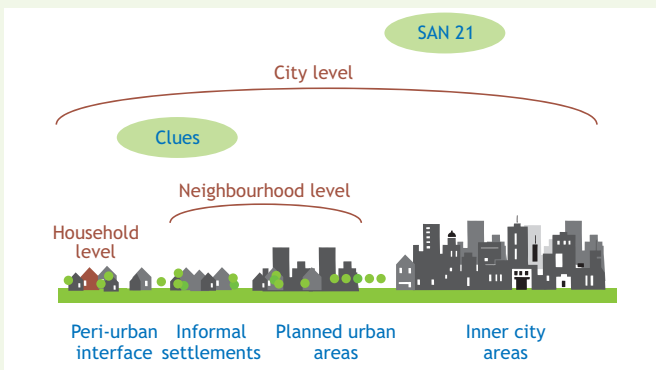 SAN 21
City level
Clues
Neighbourhood level
Household
level
Peri-urban
interface
Informal
settlements
Planned urban
areas
Inner city
areas